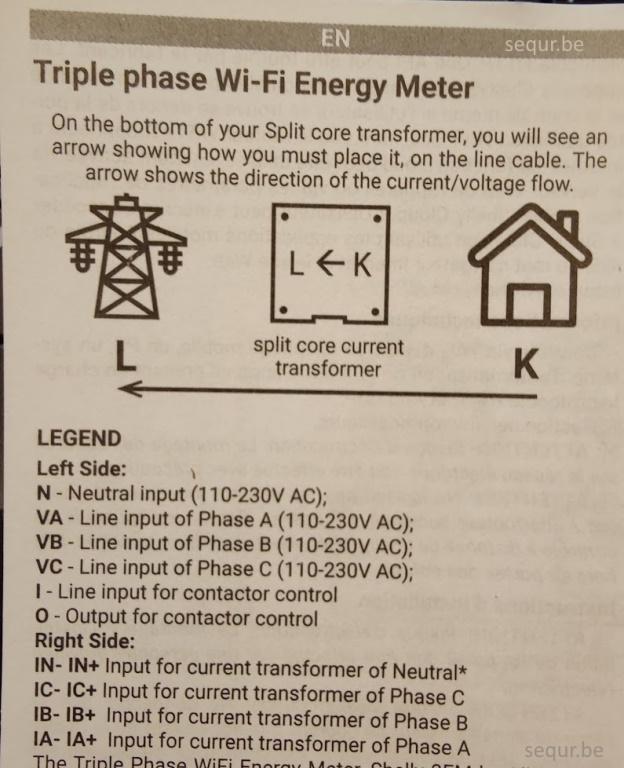 EN
sequr.be
Triple phase Wi-Fi Energy Meter
On the bottom of your Split core transformer, you will see an
arrow showing how you must place it, on the line cable. The
arrow shows the direction of the current/voltage flow.
L ← K
L
split core current
transformer
K
LEGEND
Left Side:
N - Neutral input (110-230V AC);
VA - Line input of Phase A (110-230V AC);
VB - Line input of Phase B (110-230V AC);
VC - Line input of Phase C (110-230V AC);
I - Line input for contactor control
O - Output for contactor control
Right Side:
IN- IN+ Input for current transformer of Neutral*
IC- IC+ Input for current transformer of Phase C
IB- IB+ Input for current transformer of Phase B
IA- IA+ Input for current transformer of Phase A
The Triple Phase WiFi Energy Meter, Shelly 3EM
sequr.be